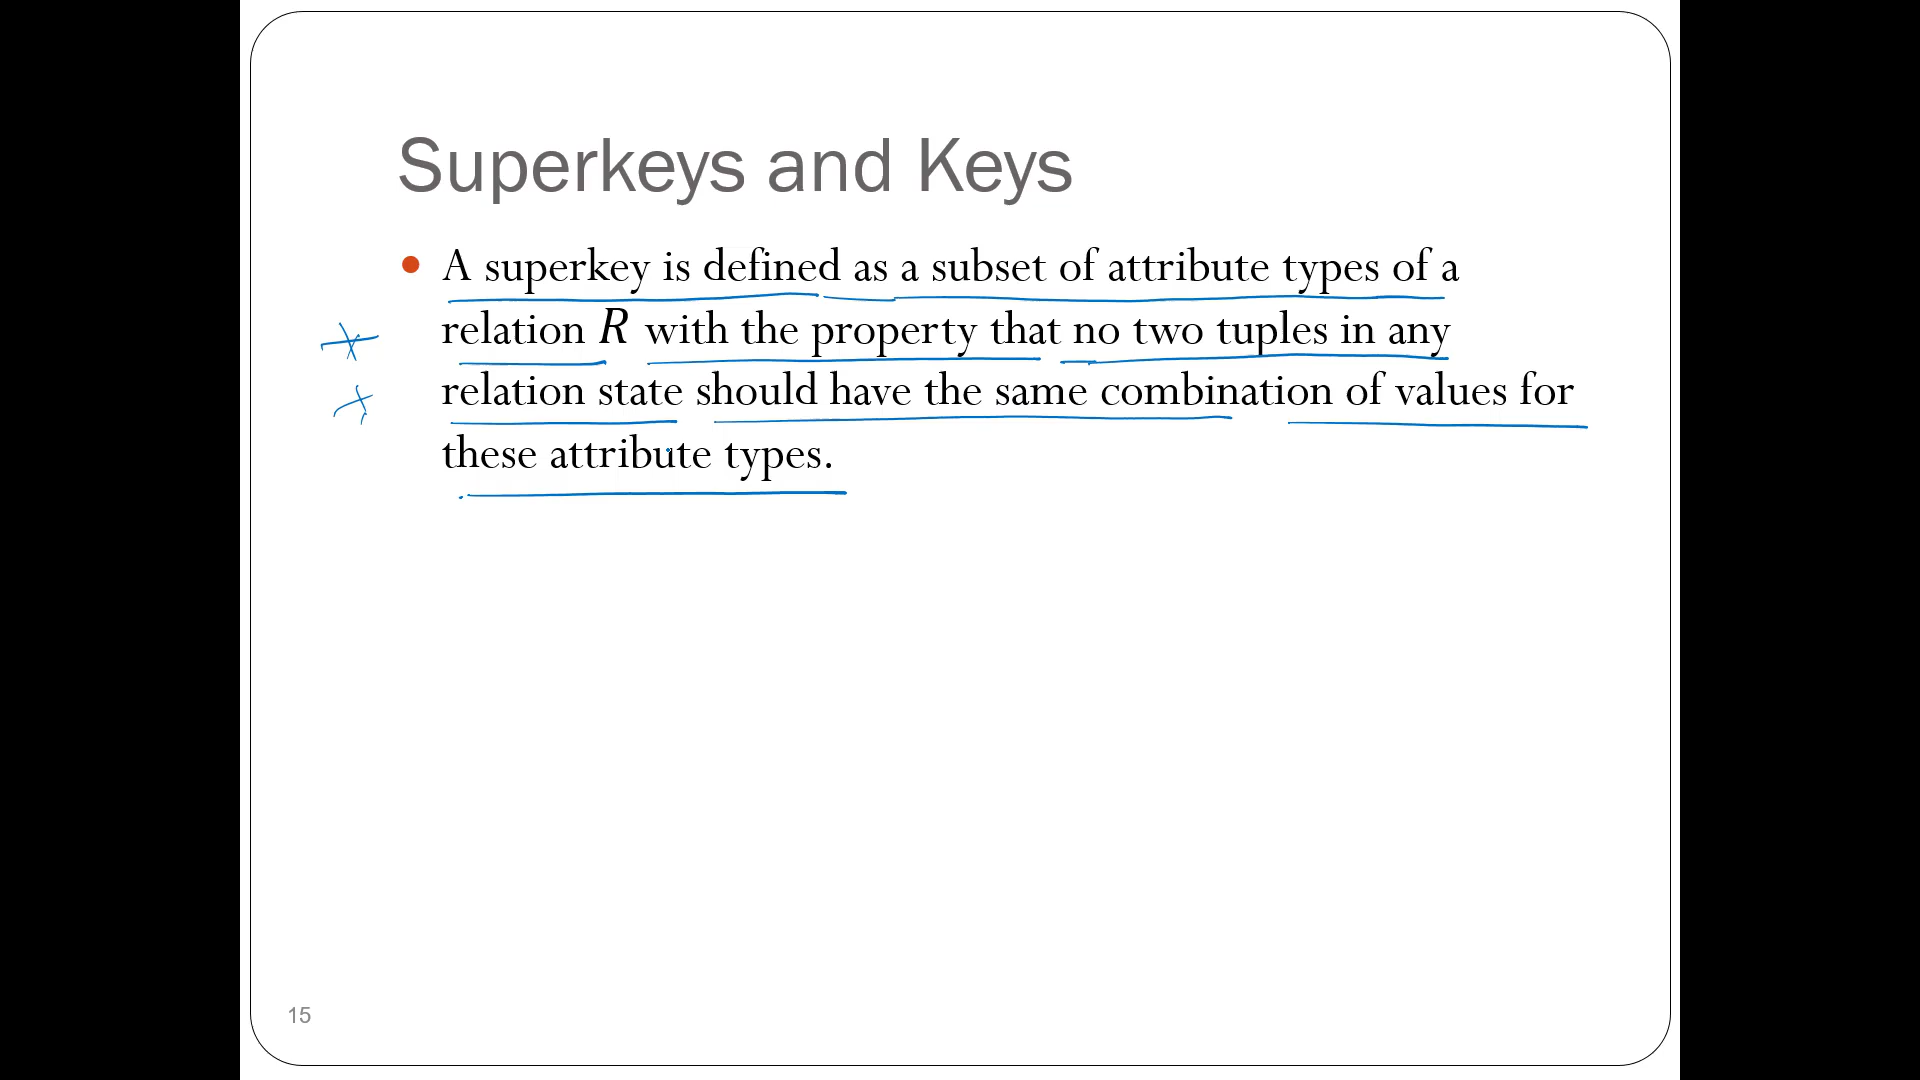 Superkeys and Keys
• A superkey is defined as a subset of attribute types of a
relation R with the property that no two tuples in any
relation state should have the same combination of values for
these attribute types.
15